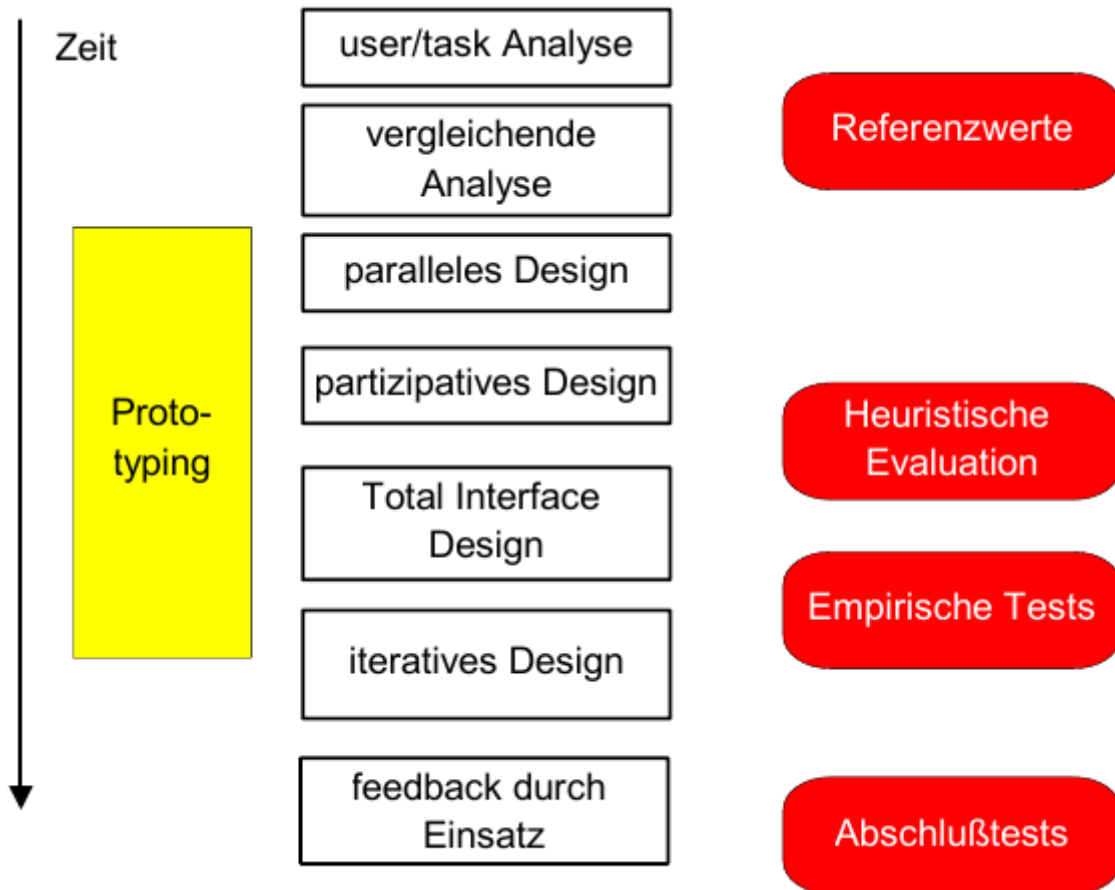 Zeit
user/task Analyse
vergleichende
Analyse
Referenzwerte
paralleles Design
partizipatives Design
Proto-
typing
Heuristische
Evaluation
Total Interface
Design
Empirische Tests
iteratives Design
feedback durch
Einsatz
Abschlußtests